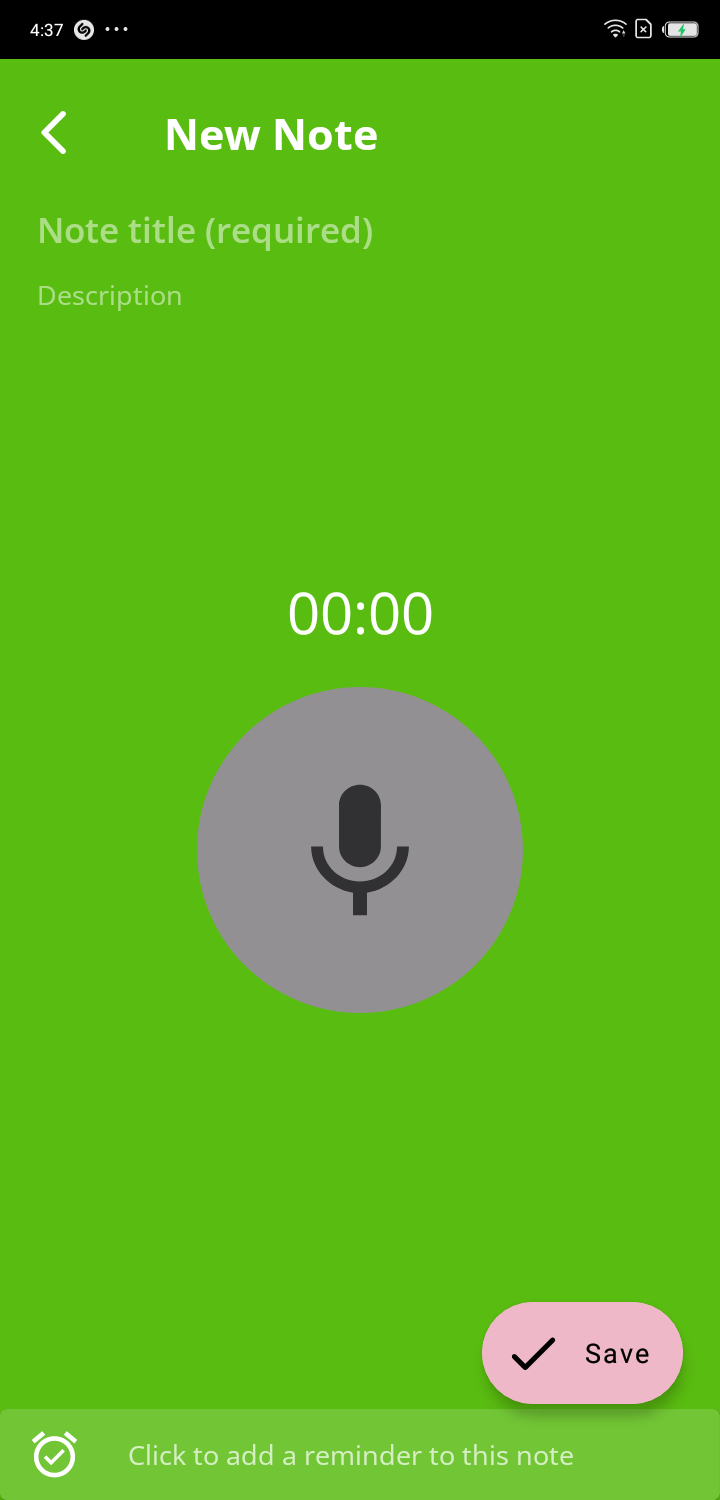 4:37
New Note
Note title (required)
Description
00:00
Save
Click to add a reminder to this note